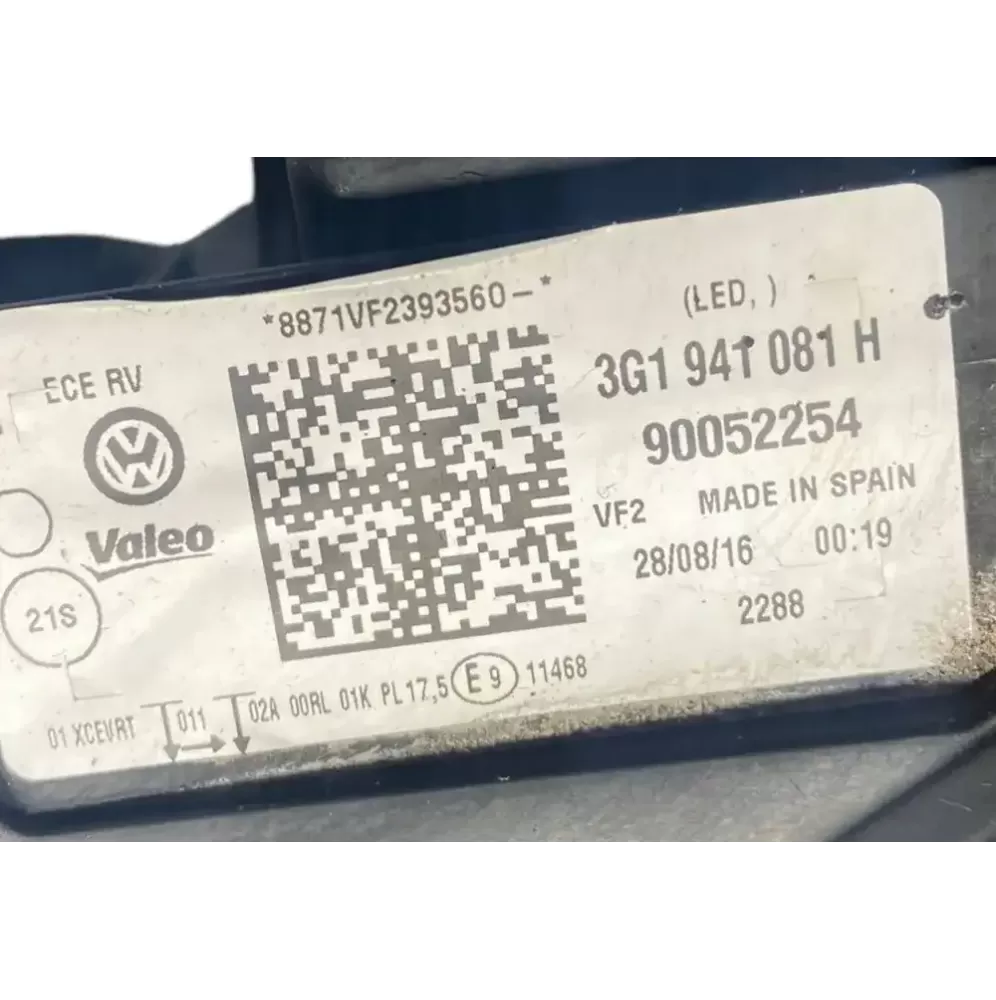 *8871VF2393560-*
(LED, )
ECE RV
3G1 941 081 H
90052254
VW
Valeo
VF2 MADE IN SPAIN
28/08/16 00:19
21S
2288
01 XCEVRT 011 02A 00RL 01K PL17,5 E9 11468